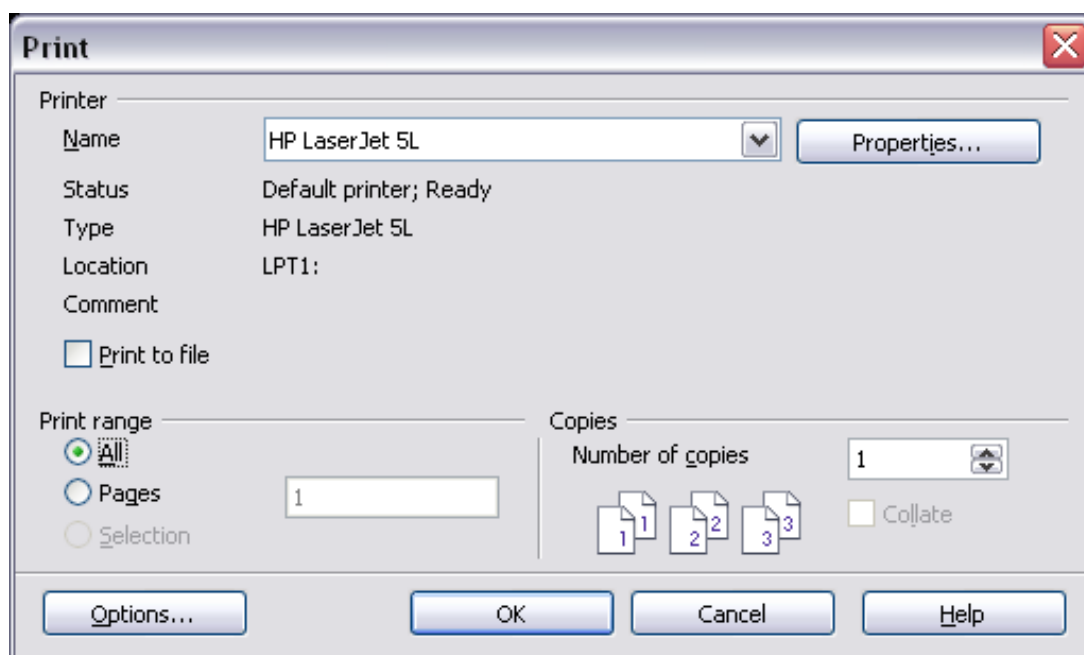 Print
Printer
Name HP LaserJet 5L Properties...
Status Default printer; Ready
Type HP LaserJet 5L
Location LPT1:
Comment
Print to file
Print range Copies
All Number of copies 1
Pages 1
1 1 2 2 3 3 Collate
Selection
Options... OK Cancel Help